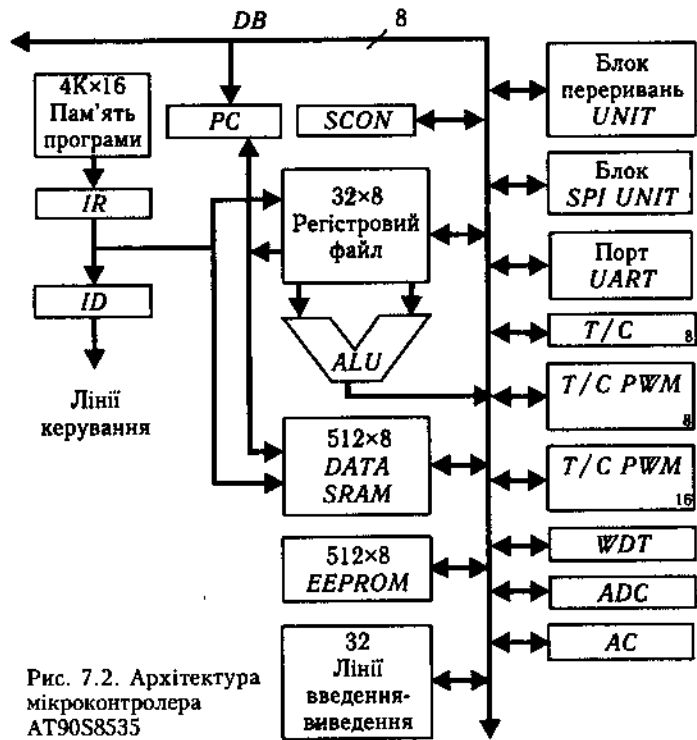 DB
8
4K×16
Пам'ять
програми
PC
SCON
Блок
переривань
UNIT
IR
32×8
Регістровий
файл
Блок
SPI UNIT
ID
Порт
UART
ALU
T/C
8
Лінії
керування
T/C PWM
8
512×8
DATA
SRAM
T/C PWM
16
512×8
EEPROM
WDT
ADC
32
Лінії
введення-
виведення
AC
Рис. 7.2. Архітектура
мікроконтролера
AT90S8535